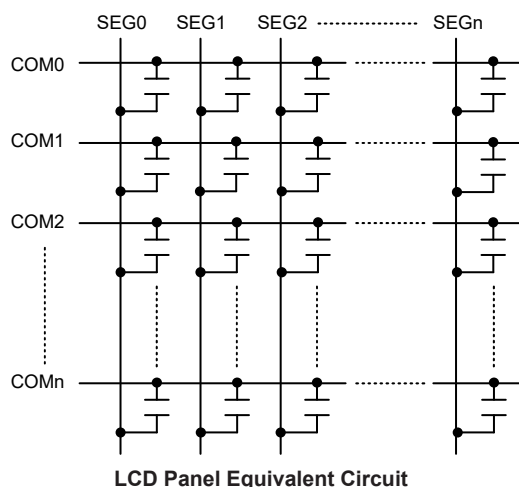 SEG0 SEG1 SEG2 SEGn
COM0
COM1
COM2
COMn
LCD Panel Equivalent Circuit